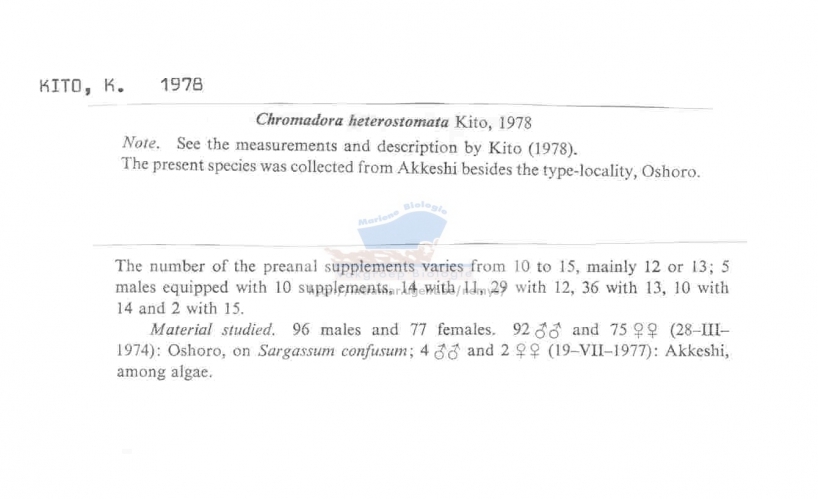 KITO, K. 1978
Chromadora heterostomata Kito, 1978
Note. See the measurements and description by Kito (1978).
The present species was collected from Akkeshi besides the type-locality, Oshoro.
Mariene Biologie
The number of the preanal supplements varies from 10 to 15, mainly 12 or 13; 5
males equipped with 10 supplements, 14 with 11, 29 with 12, 36 with 13, 10 with
14 and 2 with 15.
Material studied. 96 males and 77 females. 92 ♂♂ and 75 ♀♀ (28–III–
1974): Oshoro, on Sargassum confusum; 4 ♂♂ and 2 ♀♀ (19–VII–1977): Akkeshi,
among algae.